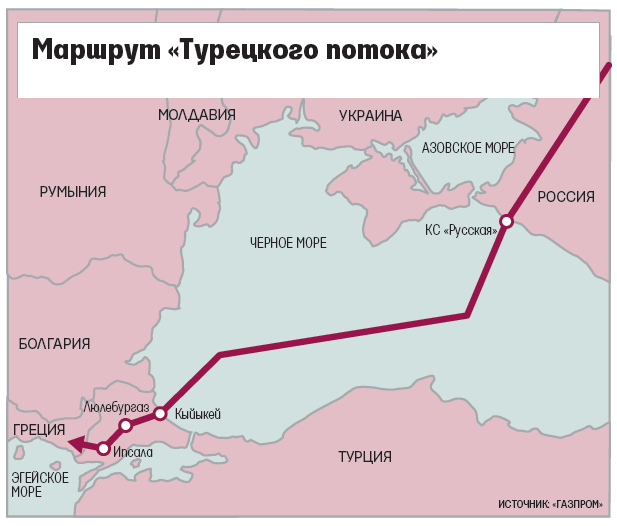 Маршрут «Турецкого потока»
МОЛДАВИЯ
УКРАИНА
АЗОВСКОЕ МОРЕ
РУМЫНИЯ
РОССИЯ
КС «Русская»
ЧЕРНОЕ МОРЕ
БОЛГАРИЯ
Люлебургаз
Кыйыкей
ГРЕЦИЯ
Ипсала
ТУРЦИЯ
ЭГЕЙСКОЕ
МОРЕ
ИСТОЧНИК: «ГАЗПРОМ»